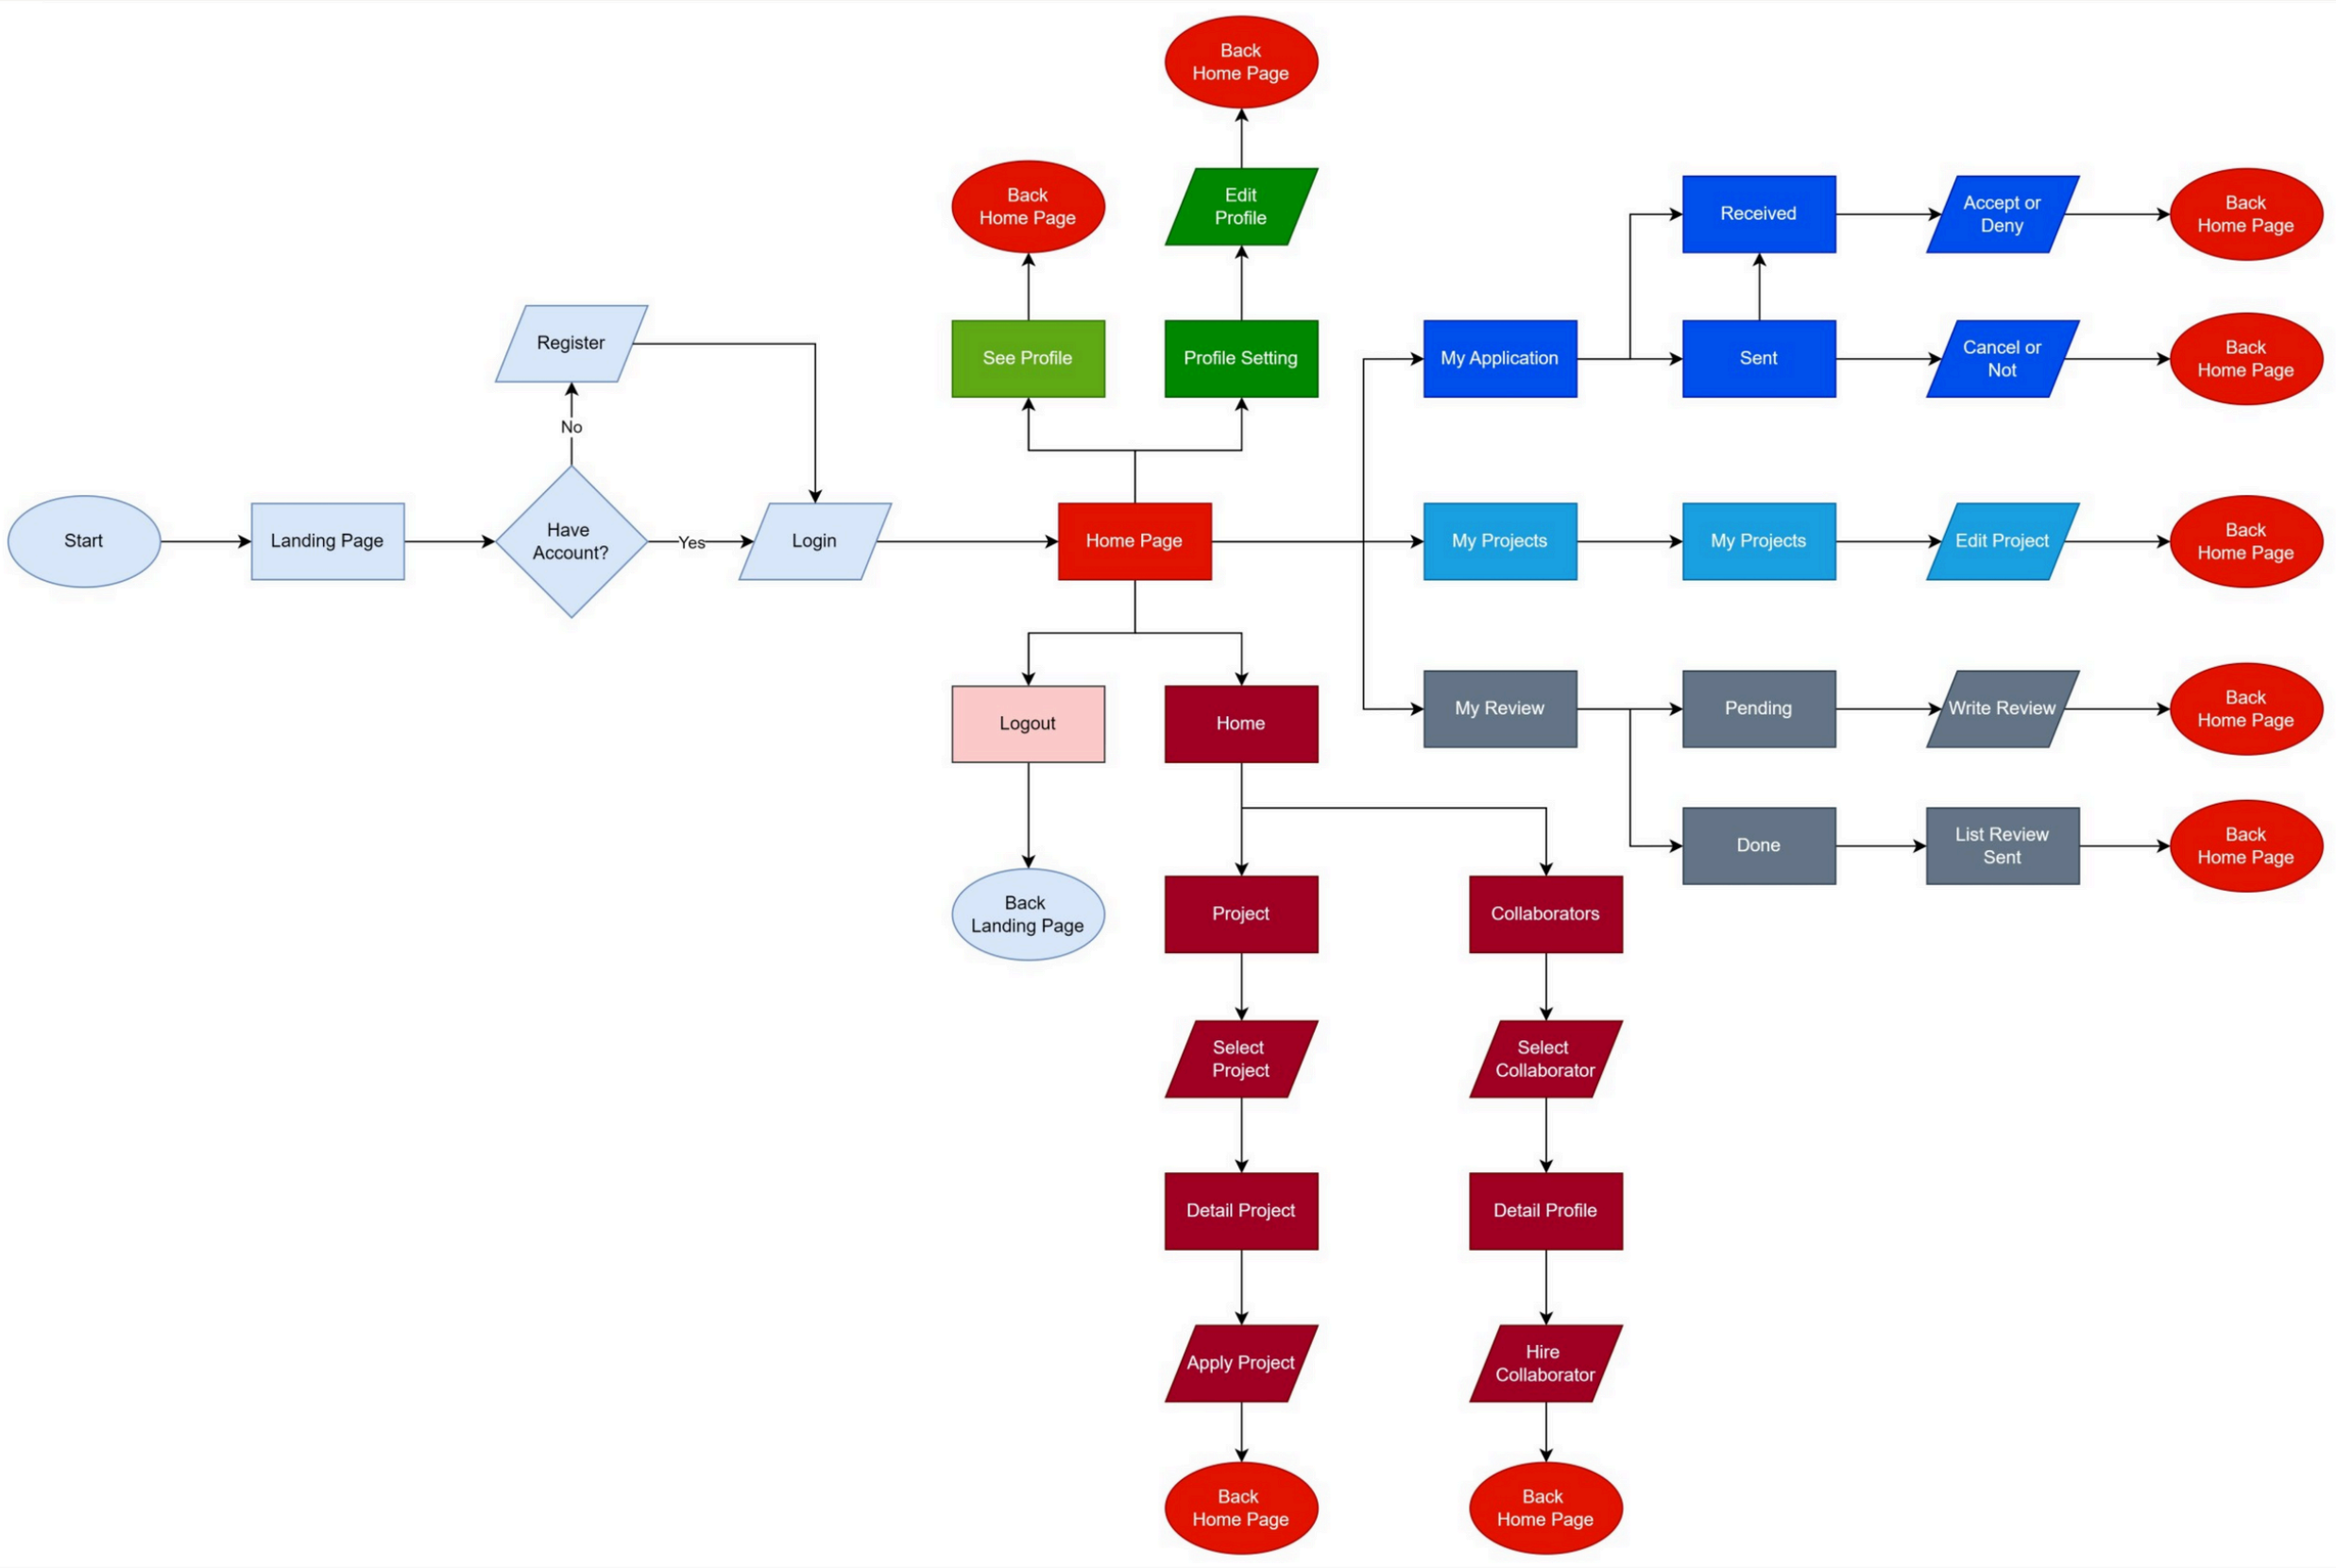 Back
Home Page
Back
Home Page
Edit
Profile
Received
Accept or
Deny
Back
Home Page
Register
See Profile
Profile Setting
My Application
Sent
Cancel or
Not
Back
Home Page
No
Start
Landing Page
Have
Account?
Yes
Login
Home Page
My Projects
My Projects
Edit Project
Back
Home Page
Logout
Home
My Review
Pending
Write Review
Back
Home Page
Done
List Review
Sent
Back
Home Page
Back
Landing Page
Project
Collaborators
Select
Project
Select
Collaborator
Detail Project
Detail Profile
Apply Project
Hire
Collaborator
Back
Home Page
Back
Home Page